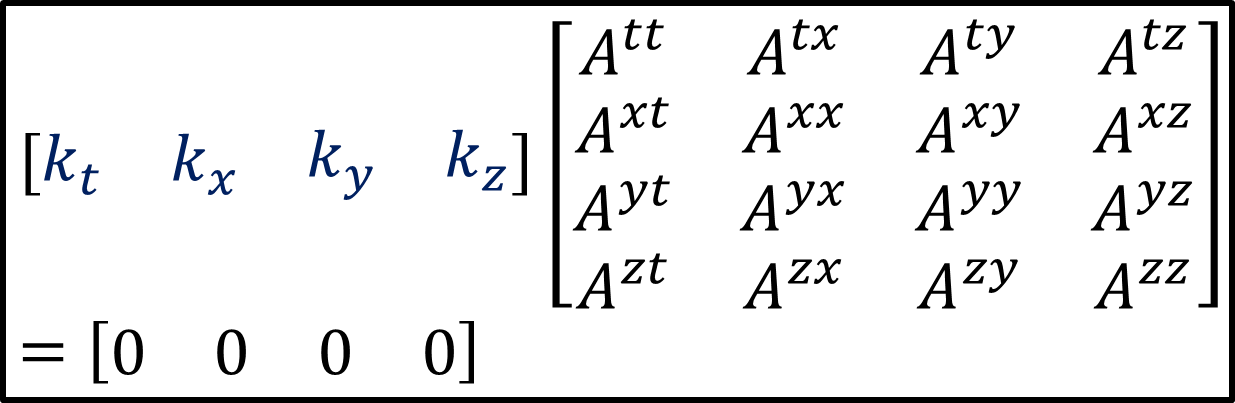 [k_t k_x k_y k_z] [A^{tt} A^{tx} A^{ty} A^{tz}
A^{xt} A^{xx} A^{xy} A^{xz}
A^{yt} A^{yx} A^{yy} A^{yz}
A^{zt} A^{zx} A^{zy} A^{zz}]
= [0 0 0 0]